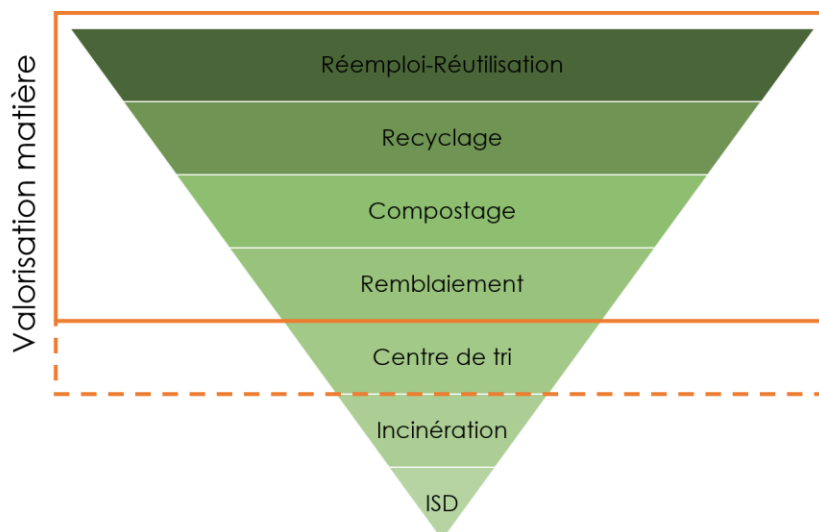 Valorisation matière
Réemploi-Réutilisation
Recyclage
Compostage
Remblaiement
Centre de tri
Incinération
ISD